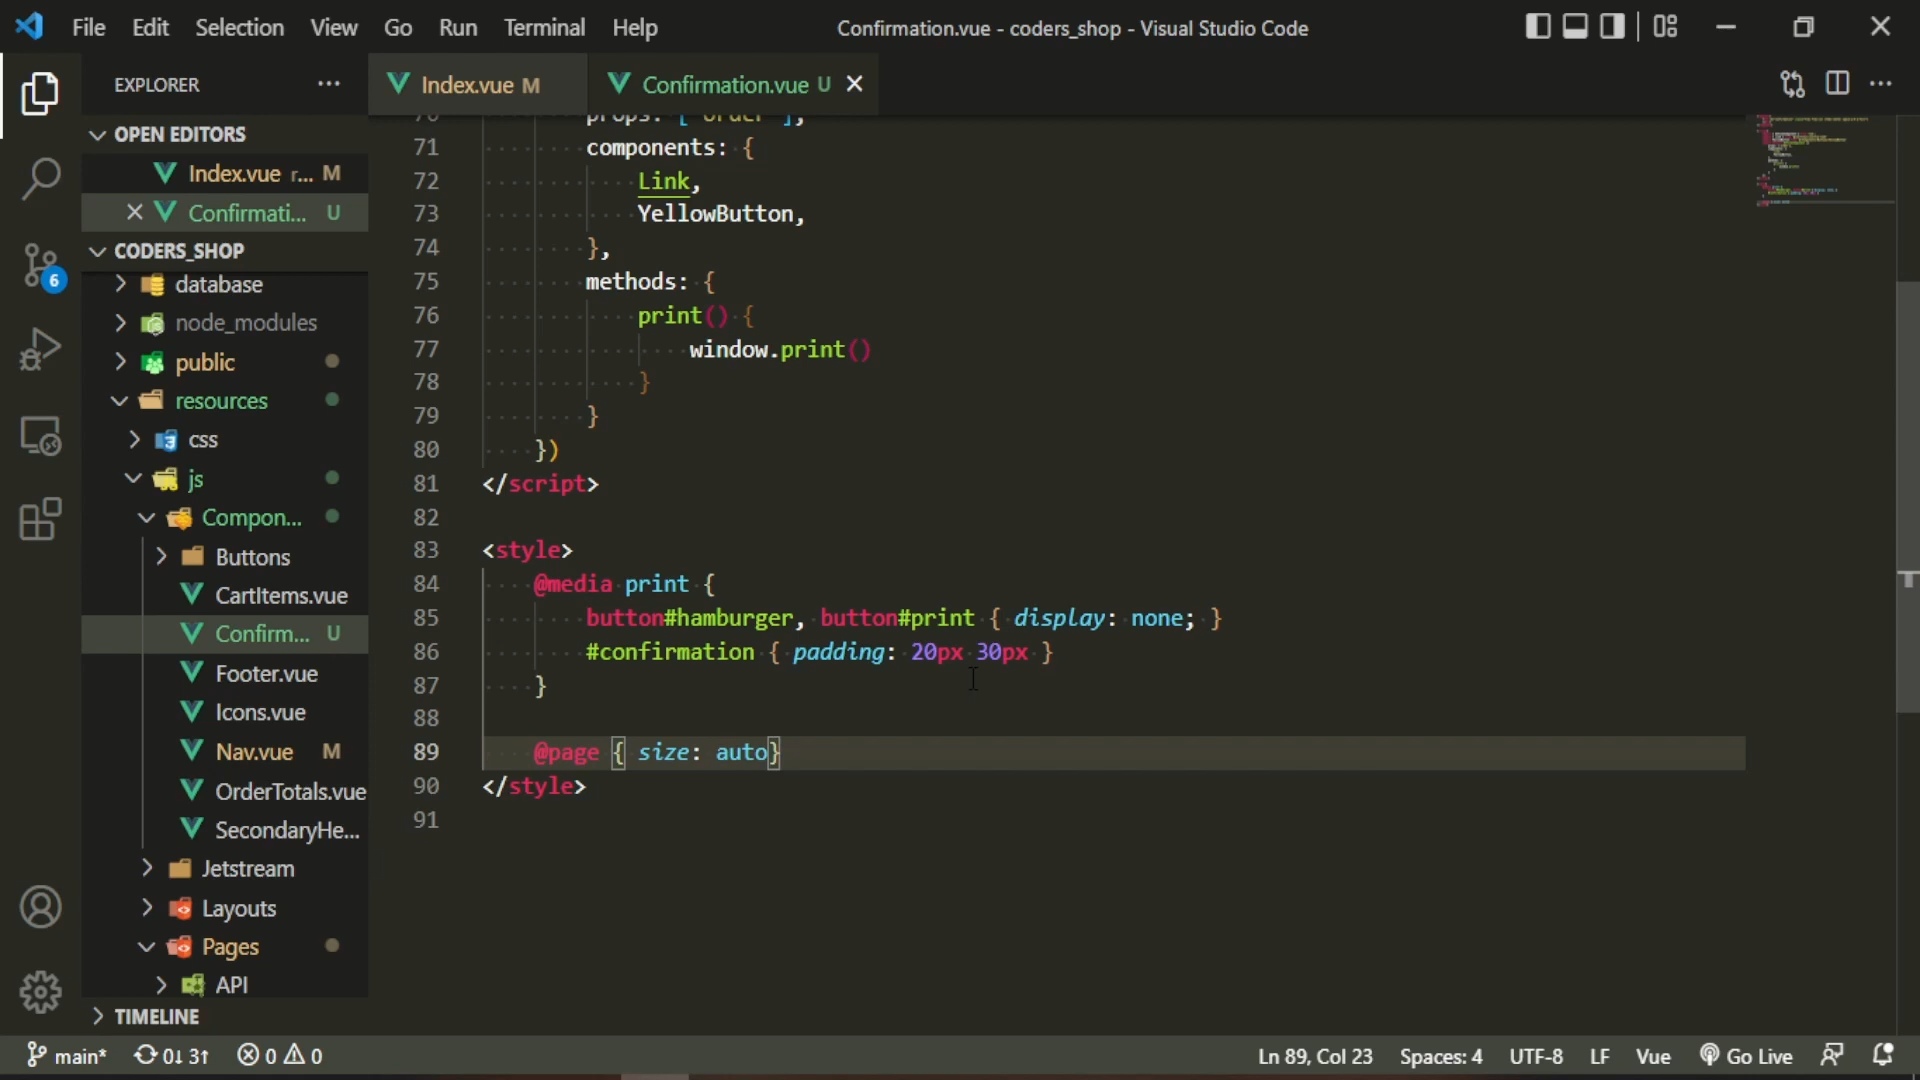 File Edit Selection View Go Run Terminal Help
Confirmation.vue - coders_shop - Visual Studio Code
EXPLORER
Index.vue M
Confirmation.vue U
OPEN EDITORS
Index.vue r... M
Confirmati... U
CODERS_SHOP
database
node_modules
public
resources
css
js
Compon...
Buttons
CartItems.vue
Confirm... U
Footer.vue
Icons.vue
Nav.vue M
OrderTotals.vue
SecondaryHe...
Jetstream
Layouts
Pages
API
TIMELINE
6
70 props: ['order'],
71 components: {
72 Link,
73 YellowButton,
74 },
75 methods: {
76 print() {
77 window.print()
78 }
79 }
80 })
81 </script>
82
83 <style>
84 @media print {
85 button#hamburger, button#print { display: none; }
86 #confirmation { padding: 20px 30px }
87 }
88
89 @page { size: auto}
90 </style>
91
main* 0↓ 3↑ 0 0
Ln 89, Col 23 Spaces: 4 UTF-8 LF Vue Go Live